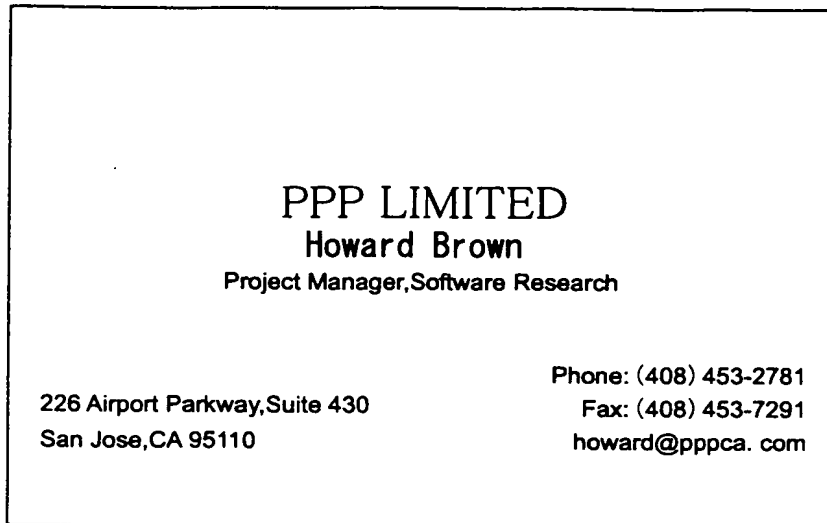 PPP LIMITED
Howard Brown
Project Manager,Software Research
226 Airport Parkway,Suite 430
San Jose,CA 95110
Phone: (408) 453-2781
Fax: (408) 453-7291
howard@pppca. com